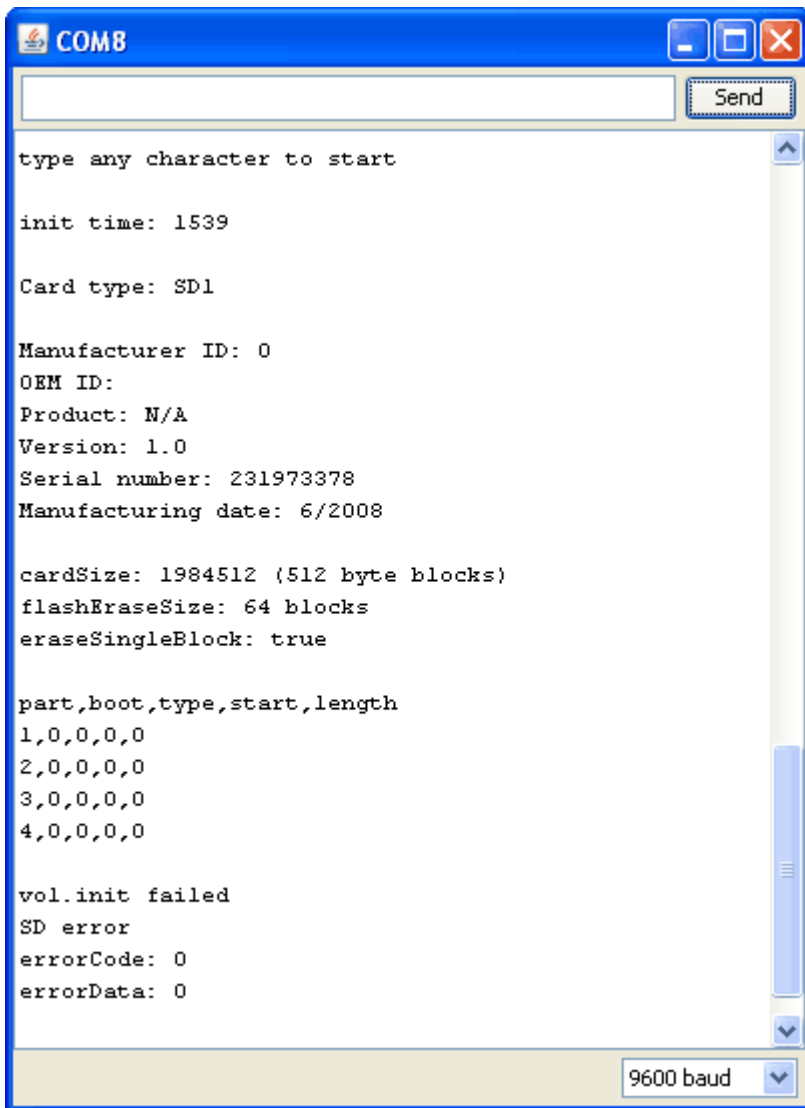 COM8
Send
type any character to start
init time: 1539
Card type: SD1
Manufacturer ID: 0
OEM ID:
Product: N/A
Version: 1.0
Serial number: 231973378
Manufacturing date: 6/2008
cardSize: 1984512 (512 byte blocks)
flashEraseSize: 64 blocks
eraseSingleBlock: true
part,boot,type,start,length
1,0,0,0,0
2,0,0,0,0
3,0,0,0,0
4,0,0,0,0
vol.init failed
SD error
errorCode: 0
errorData: 0
9600 baud